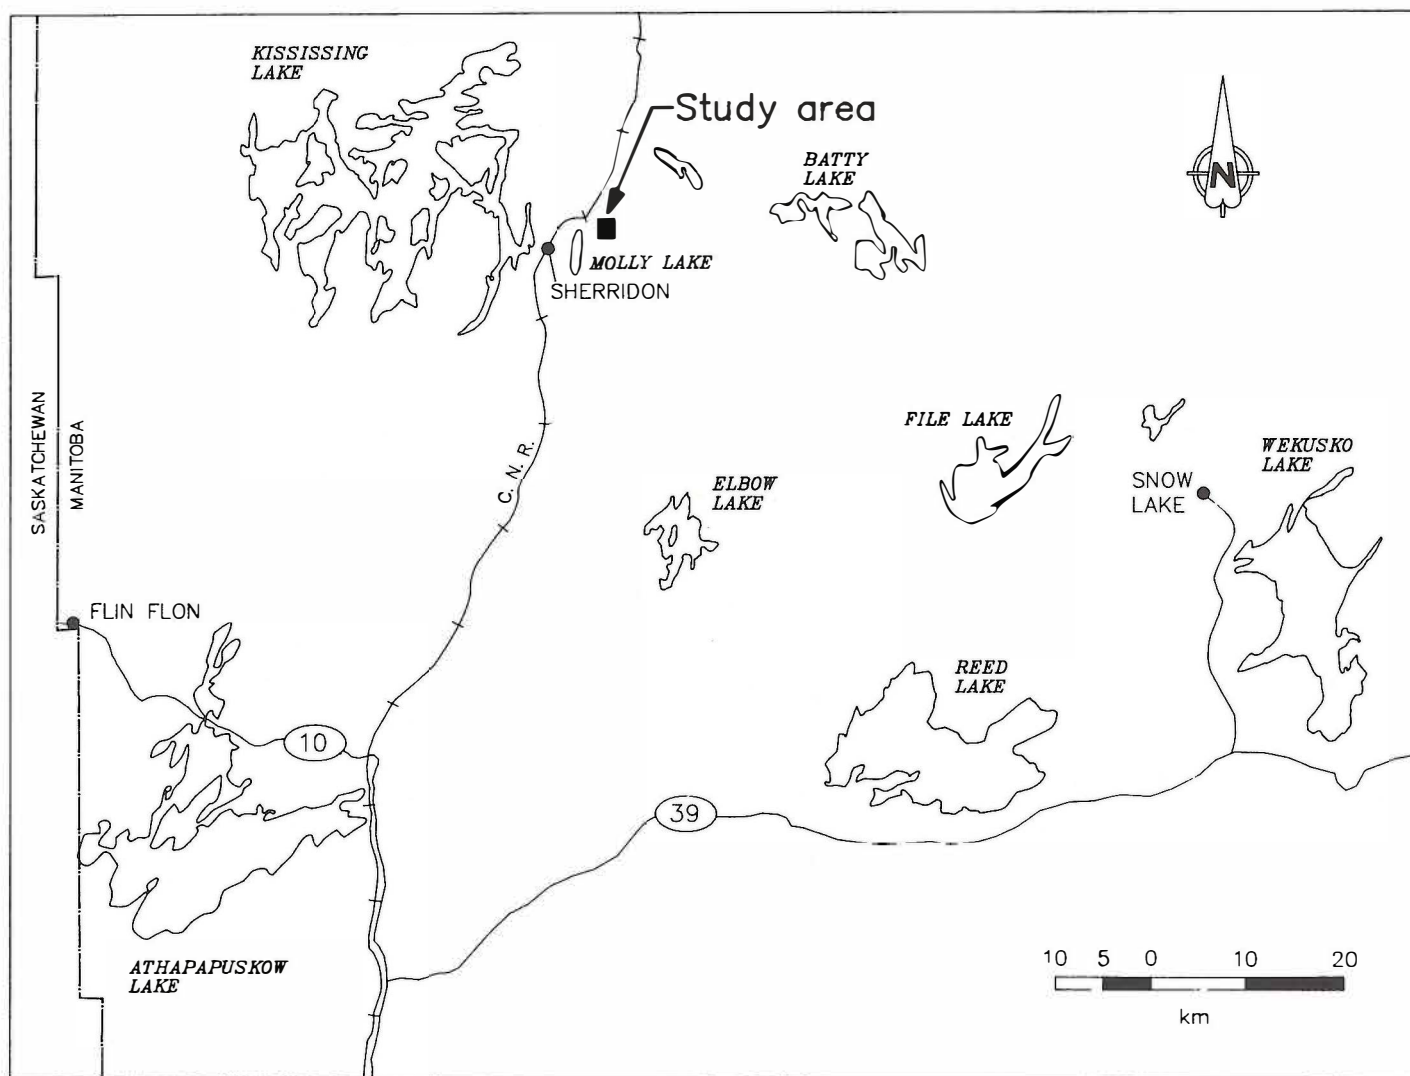 KISSISSING
LAKE
Study area
BATTY
LAKE
N
MOLLY LAKE
SHERRIDON
SASKATCHEWAN
MANITOBA
C. N. R.
FILE LAKE
WEKUSKO
LAKE
ELBOW
LAKE
SNOW
LAKE
FLIN FLON
REED
LAKE
10
39
ATHAPAPUSKOW
LAKE
10 5 0 10 20
km